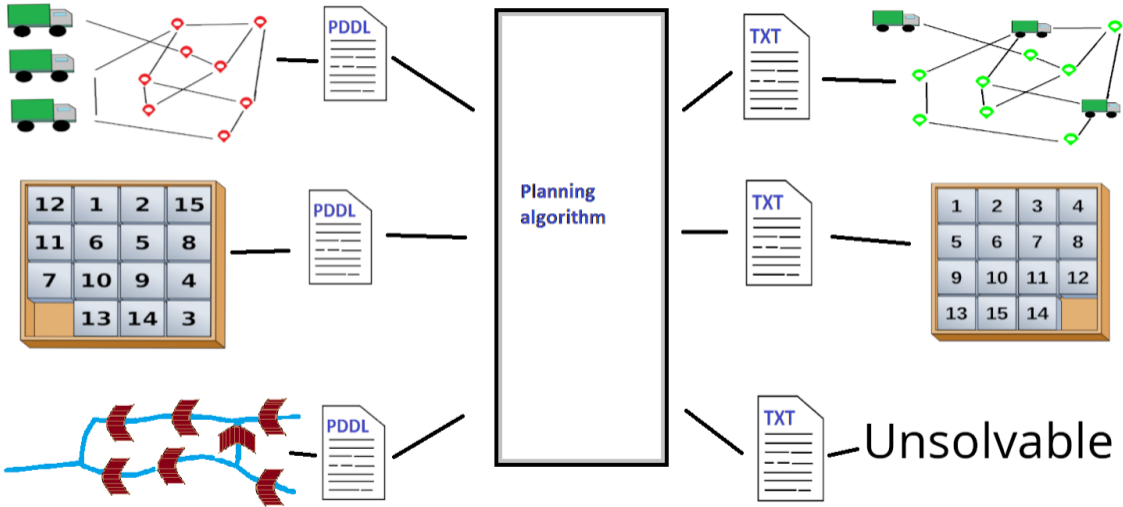 PDDL
TXT
12 1 2 15
11 6 5 8
7 10 9 4
13 14 3
PDDL
Planning
algorithm
TXT
1 2 3 4
5 6 7 8
9 10 11 12
13 15 14
PDDL
TXT
Unsolvable